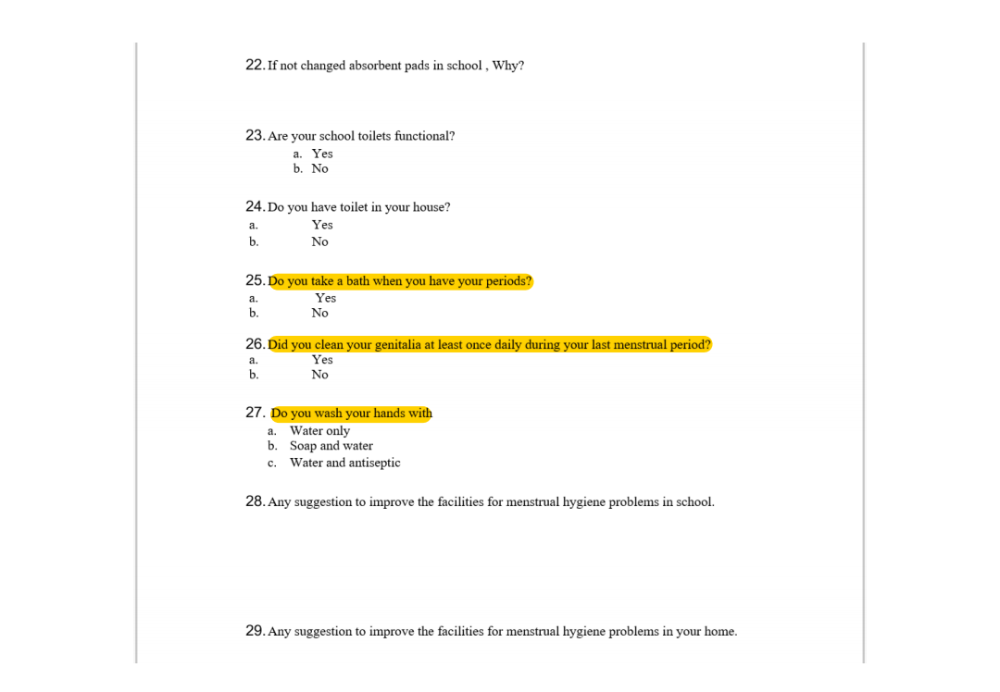 22. If not changed absorbent pads in school , Why?
23. Are your school toilets functional?
a. Yes
b. No
24. Do you have toilet in your house?
a. Yes
b. No
25. Do you take a bath when you have your periods?
a. Yes
b. No
26. Did you clean your genitalia at least once daily during your last menstrual period?
a. Yes
b. No
27. Do you wash your hands with
a. Water only
b. Soap and water
c. Water and antiseptic
28. Any suggestion to improve the facilities for menstrual hygiene problems in school.
29. Any suggestion to improve the facilities for menstrual hygiene problems in your home.